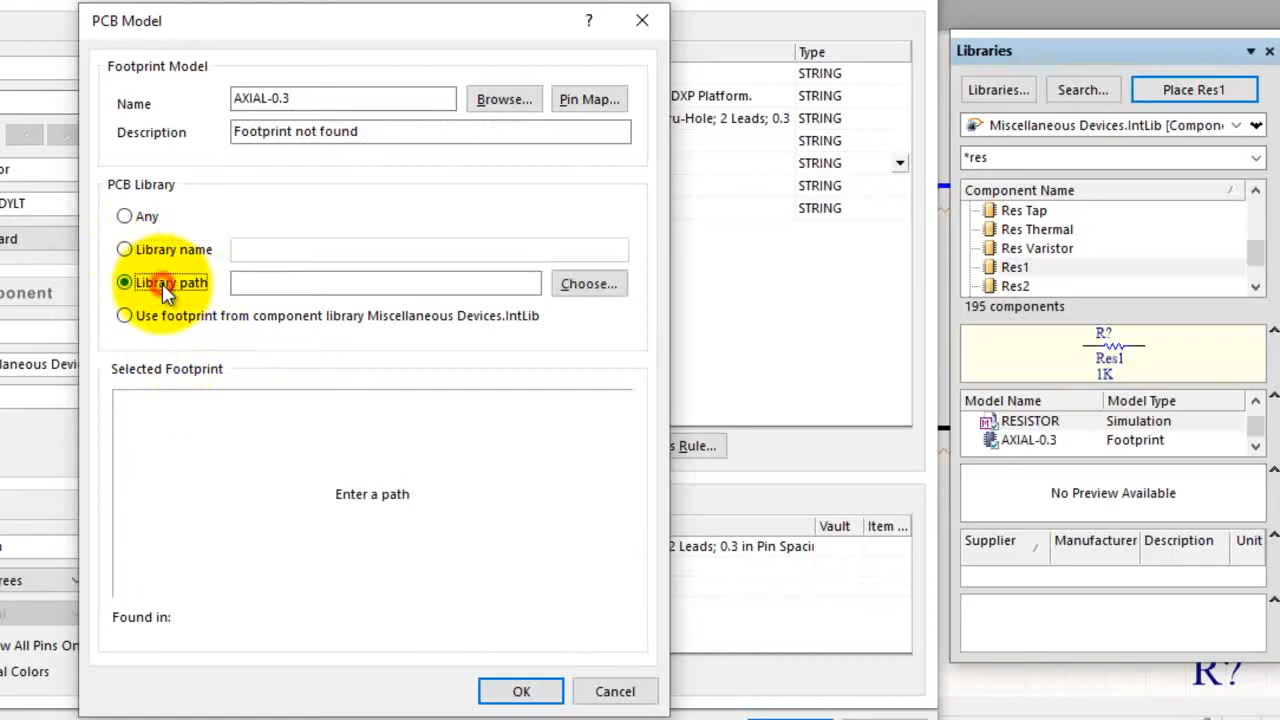 PCB Model
?
Footprint Model
Name
AXIAL-0.3
Browse...
Pin Map...
Description
Footprint not found
PCB Library
Any
Library name
Library path
Choose...
Use footprint from component library Miscellaneous Devices.IntLib
Selected Footprint
Enter a path
Found in:
OK
Cancel
or
DYLT
ard
ponent
laneous Devi
rees
w All Pins On
al Colors
Type
STRING
DXP Platform.
STRING
ru-Hole; 2 Leads; 0.3
STRING
STRING
STRING
STRING
STRING
s Rule...
Vault
Item ...
2 Leads; 0.3 in Pin Spacin
Libraries
Libraries...
Search...
Place Res1
Miscellaneous Devices.IntLib [Compon
*res
Component Name
Res Tap
Res Thermal
Res Varistor
Res1
Res2
195 components
R?
Res1
1K
Model Name
Model Type
RESISTOR
Simulation
AXIAL-0.3
Footprint
No Preview Available
Supplier
Manufacturer
Description
Unit
R?